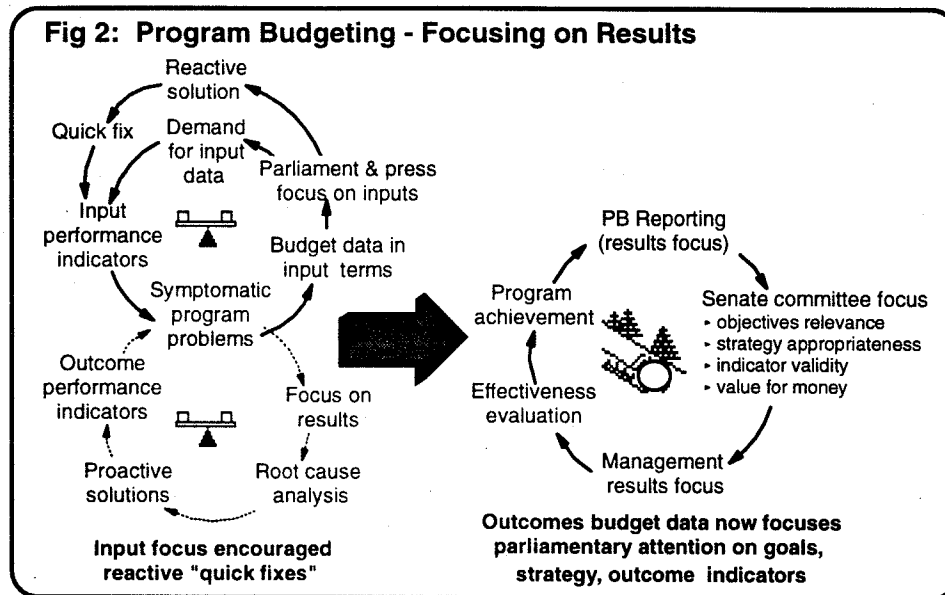 Fig 2: Program Budgeting - Focusing on Results
Reactive
solution
Quick fix
Demand
for input
data
Parliament & press
focus on inputs
Input
performance
indicators
Budget data in
input terms
Symptomatic
program
problems
Outcome
performance
indicators
Focus on
results
Proactive
solutions
Root cause
analysis
Input focus encouraged
reactive "quick fixes"
PB Reporting
(results focus)
Program
achievement
Senate committee focus
▸ objectives relevance
▸ strategy appropriateness
▸ indicator validity
▸ value for money
Effectiveness
evaluation
Management
results focus
Outcomes budget data now focuses
parliamentary attention on goals,
strategy, outcome indicators